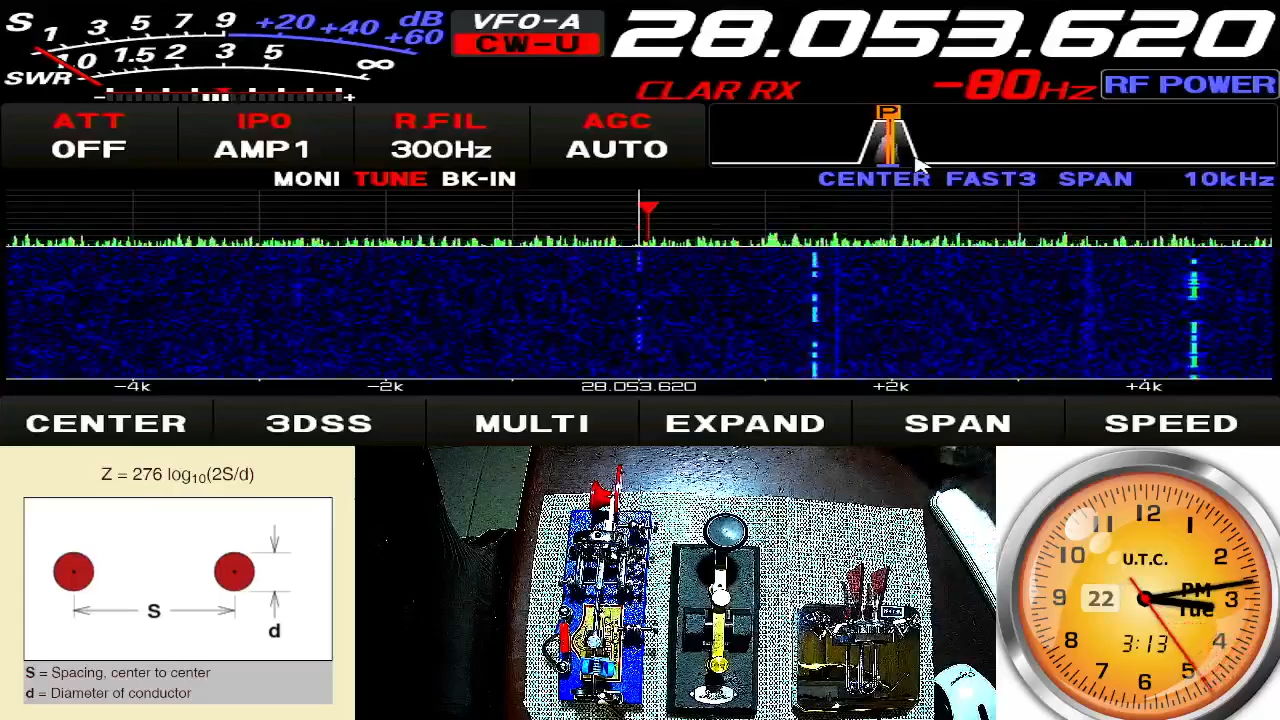 S 1 3 5 7 9 +20 +40 +60 dB
SWR 1.0 1.5 2 3 5 ∞
− +
VFO-A
CW-U
28.053.620
CLAR RX -80Hz RF POWER
ATT IPO R.FIL AGC
OFF AMP1 300Hz AUTO
P
MONI TUNE BK-IN CENTER FAST3 SPAN 10kHz
-4k -2k 28.053.620 +2k +4k
CENTER 3DSS MULTI EXPAND SPAN SPEED
Z = 276 log₁₀(2S/d)
S
d
S = Spacing, center to center
d = Diameter of conductor
12
11 1
10 2
U.T.C.
9 22 PM 3
Tue
8 3:13 4
7 5
6